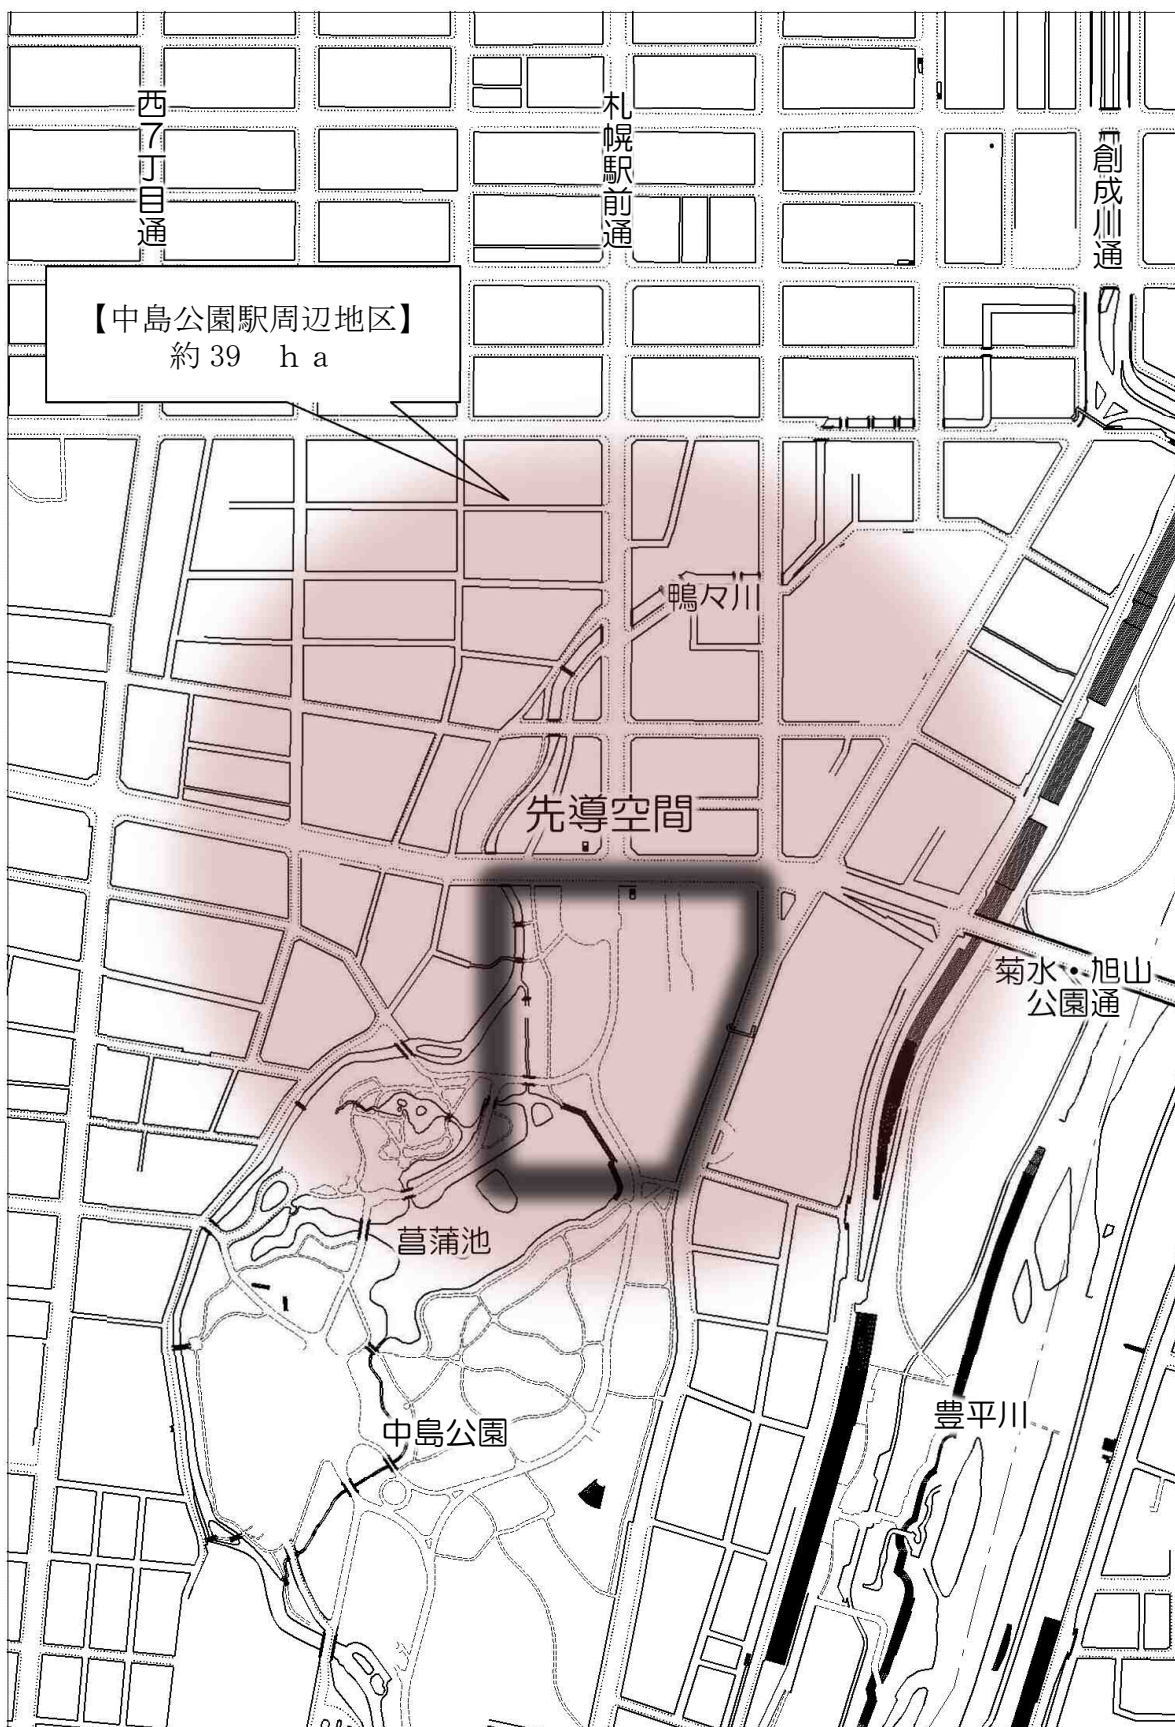 西7丁目通
札幌駅前通
創成川通
【中島公園駅周辺地区】
約 39　ｈａ
鴨々川
先導空間
菊水・旭山
公園通
菖蒲池
中島公園
豊平川